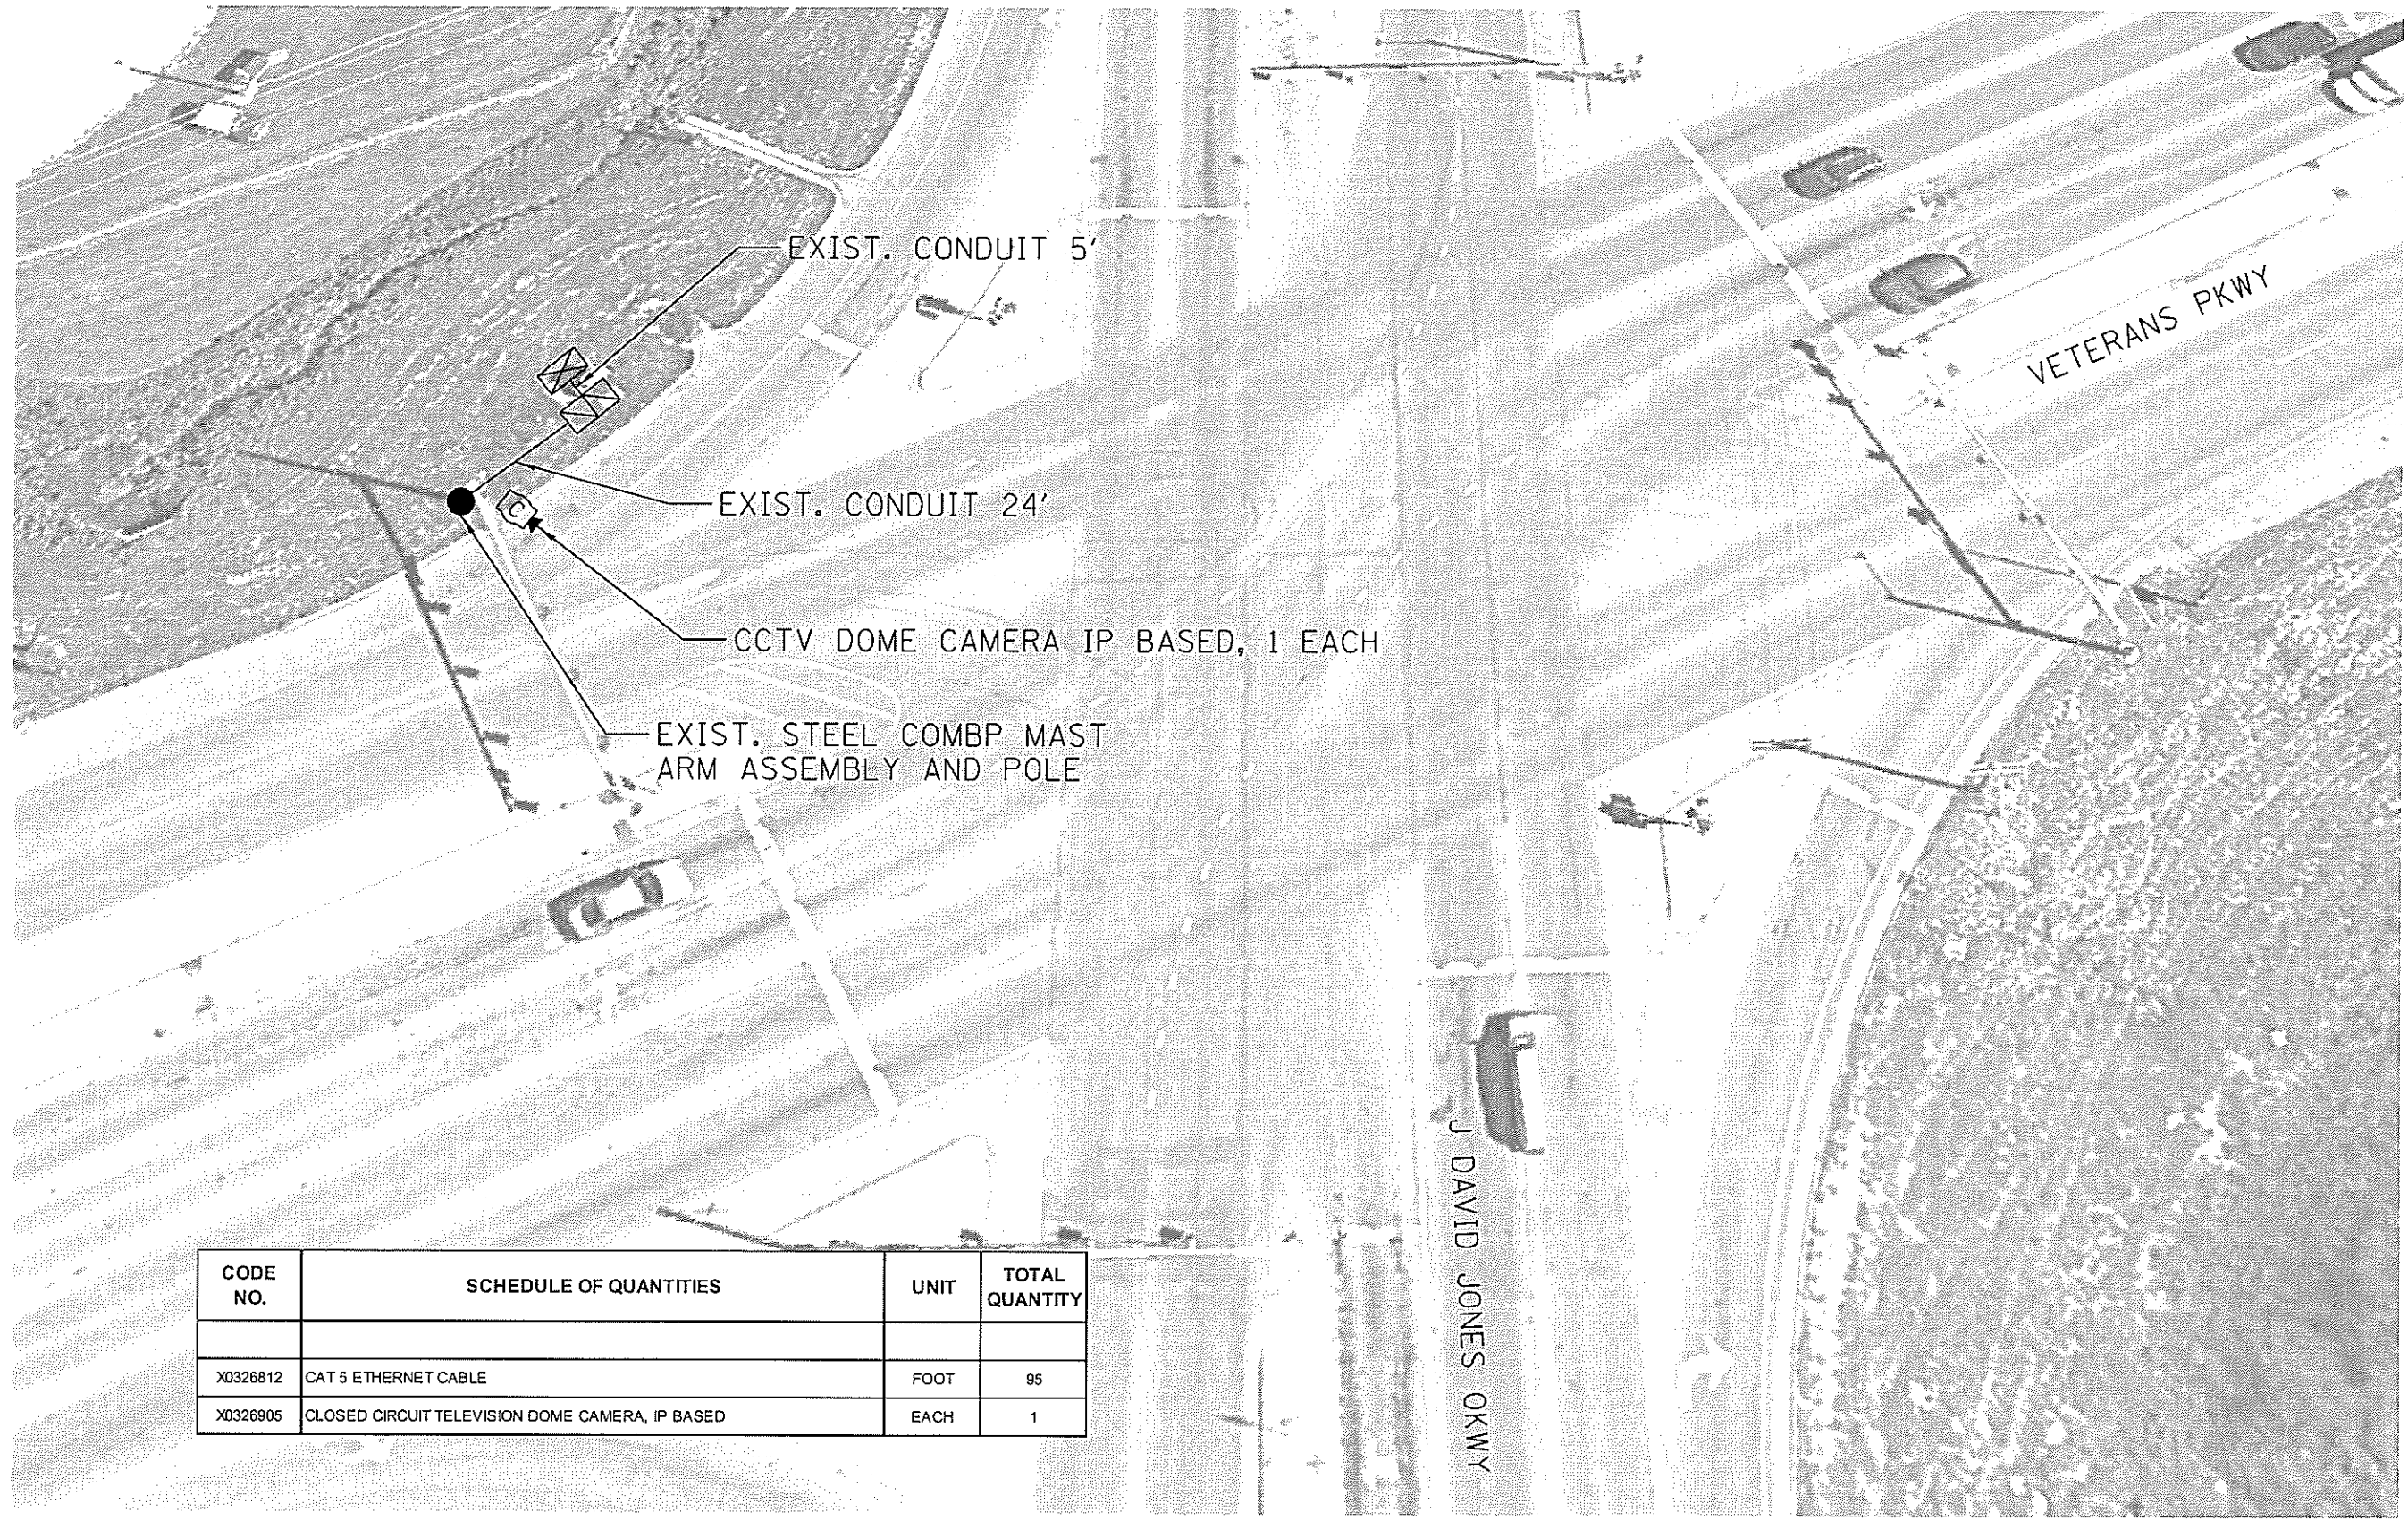 EXIST. CONDUIT 5'
VETERANS PKWY
EXIST. CONDUIT 24'
C
CCTV DOME CAMERA IP BASED, 1 EACH
EXIST. STEEL COMBP MAST
ARM ASSEMBLY AND POLE
J DAVID JONES OKWY
CODE NO. SCHEDULE OF QUANTITIES UNIT TOTAL QUANTITY
X0326812 CAT 5 ETHERNET CABLE FOOT 95
X0326905 CLOSED CIRCUIT TELEVISION DOME CAMERA, IP BASED EACH 1